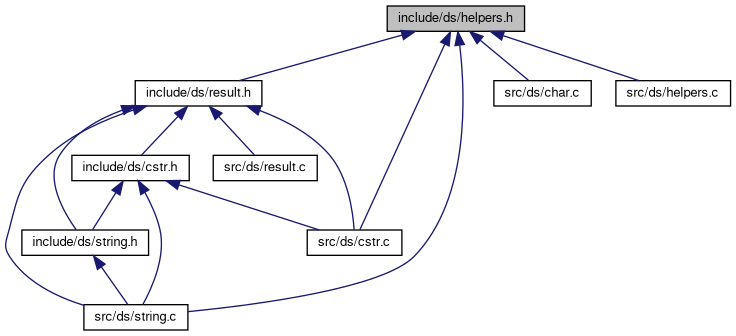 include/ds/helpers.h
include/ds/result.h
src/ds/char.c
src/ds/helpers.c
include/ds/cstr.h
src/ds/result.c
include/ds/string.h
src/ds/cstr.c
src/ds/string.c